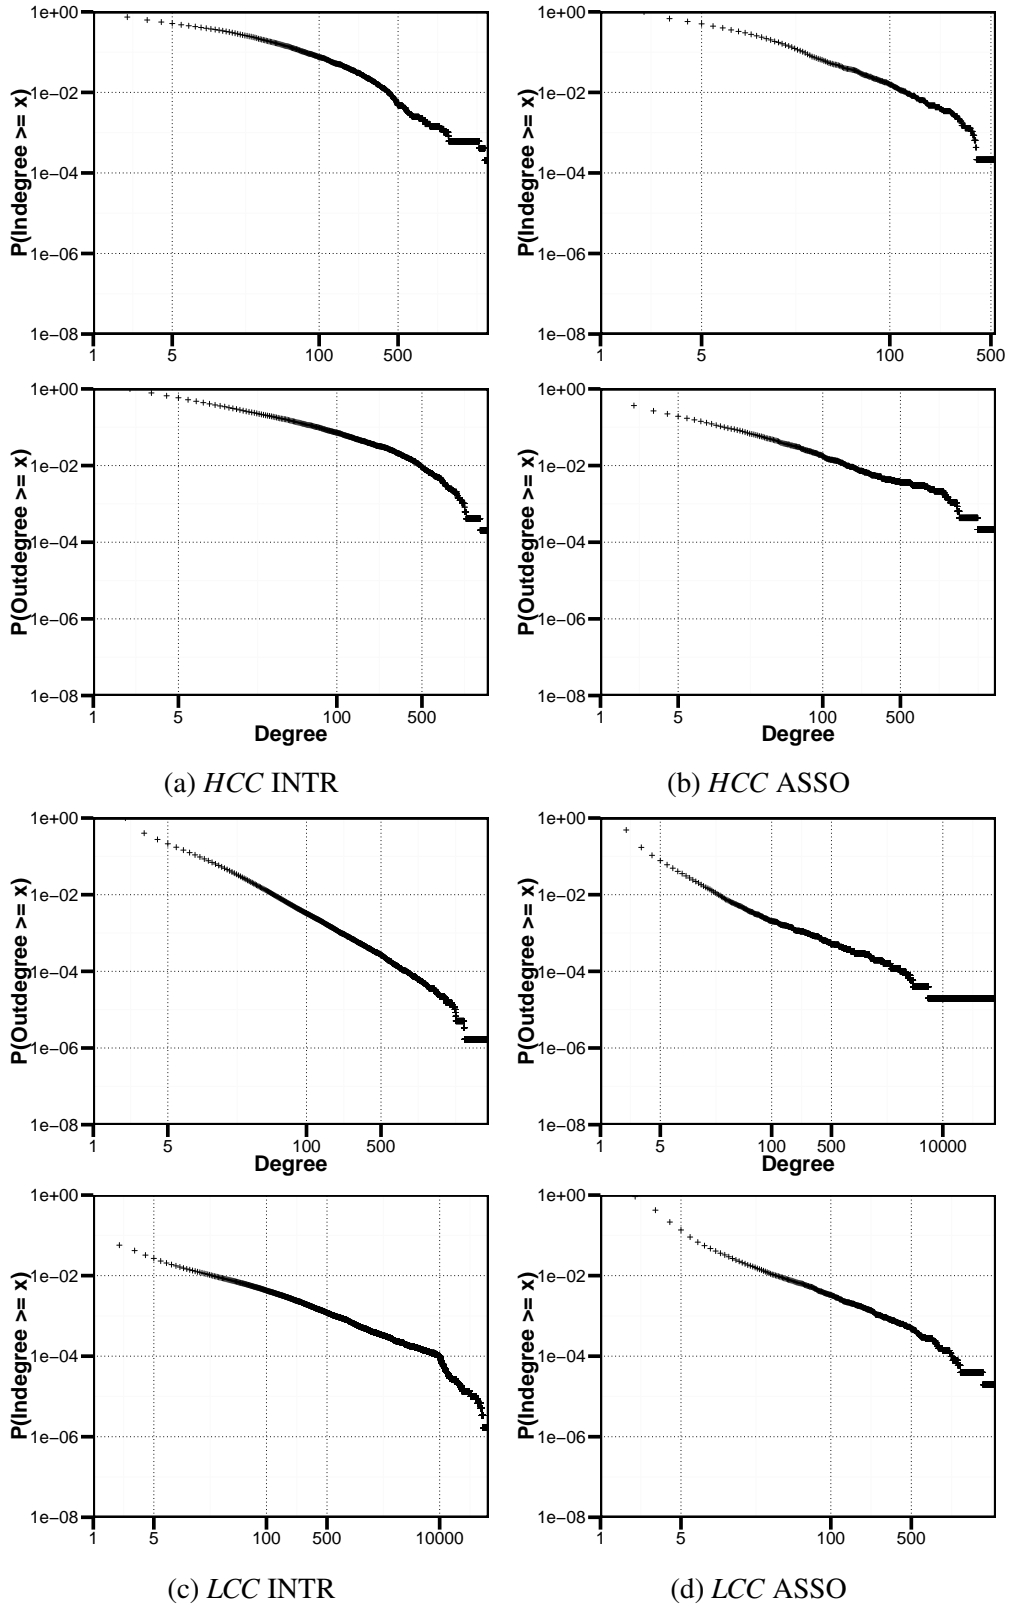 P(Indegree >= x)
1e+00
1e−02
1e−04
1e−06
1e−08
1 5 100 500
P(Indegree >= x)
1e+00
1e−02
1e−04
1e−06
1e−08
1 5 100 500
P(Outdegree >= x)
1e+00
1e−02
1e−04
1e−06
1e−08
1 5 100 500
Degree
P(Outdegree >= x)
1e+00
1e−02
1e−04
1e−06
1e−08
1 5 100 500
Degree
(a) HCC INTR
(b) HCC ASSO
P(Outdegree >= x)
1e+00
1e−02
1e−04
1e−06
1e−08
1 5 100 500
Degree
P(Outdegree >= x)
1e+00
1e−02
1e−04
1e−06
1e−08
1 5 100 500 10000
Degree
P(Indegree >= x)
1e+00
1e−02
1e−04
1e−06
1e−08
1 5 100 500 10000
P(Indegree >= x)
1e+00
1e−02
1e−04
1e−06
1e−08
1 5 100 500
(c) LCC INTR
(d) LCC ASSO